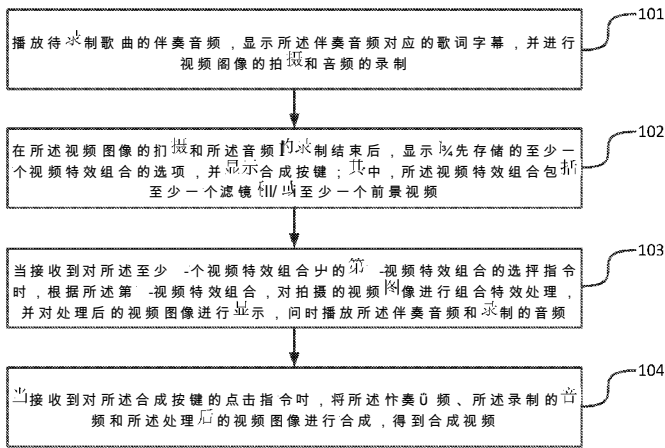 101
播放待录制歌曲的伴奏音频，显示所述伴奏音频对应的歌词字幕，并进行
视频阁像的拍摄和音频的录制
102
在所述视频图像的扪摄和所述音频的录制结束后，显示先存储的至少一
个视频特效组合的选项，并显示合成按键；其中，所述视频特效组合包括
至少一个滤镜或至少一个前景视频
103
当接收到对所述至少 -个视频特效组合屮的第 -视频特效组合的选择指令
时，根据所述第 -视频特效组合，对拍摄的视频图像进行组合特效处理，
并对处理后的视频图像进行显示，问时播放所述伴奏音频和录制的音频
104
当接收到对所述合成按键的点击指令吋，将所述怍奏ü 频、所述录制的音
频和所述处理后的视频图像进行合成，得到合成视频